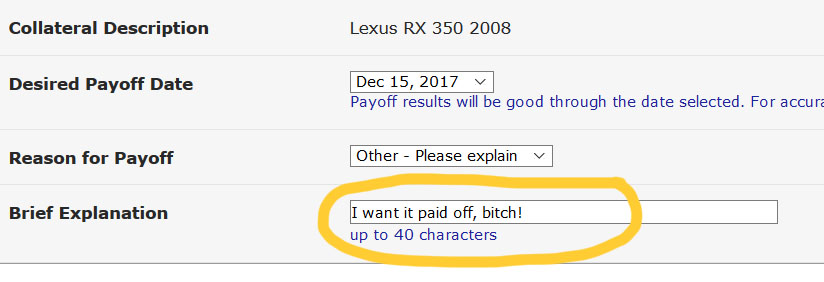 Collateral Description Lexus RX 350 2008
Desired Payoff Date Dec 15, 2017
Payoff results will be good through the date selected. For accura
Reason for Payoff Other - Please explain
Brief Explanation I want it paid off, bitch!
up to 40 characters